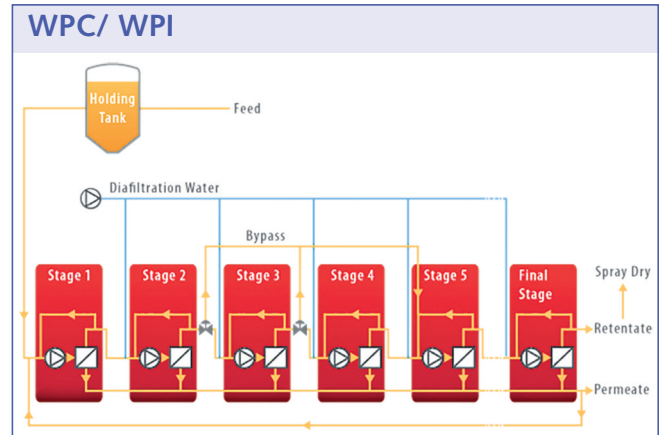 WPC/ WPI
Holding
Tank
Feed
Diafiltration Water
Bypass
Stage 1
Stage 2
Stage 3
Stage 4
Stage 5
Final
Stage
Spray Dry
Retentate
Permeate